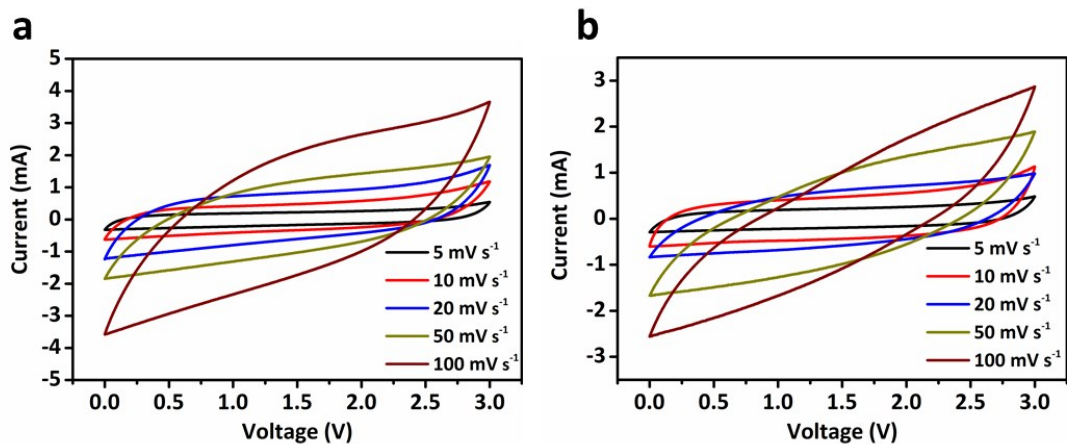 a
5
4
3
2
1
0
-1
-2
-3
-4
-5
Current (mA)
0.0 0.5 1.0 1.5 2.0 2.5 3.0
Voltage (V)
5 mV s⁻¹
10 mV s⁻¹
20 mV s⁻¹
50 mV s⁻¹
100 mV s⁻¹
b
3
2
1
0
-1
-2
-3
Current (mA)
0.0 0.5 1.0 1.5 2.0 2.5 3.0
Voltage (V)
5 mV s⁻¹
10 mV s⁻¹
20 mV s⁻¹
50 mV s⁻¹
100 mV s⁻¹